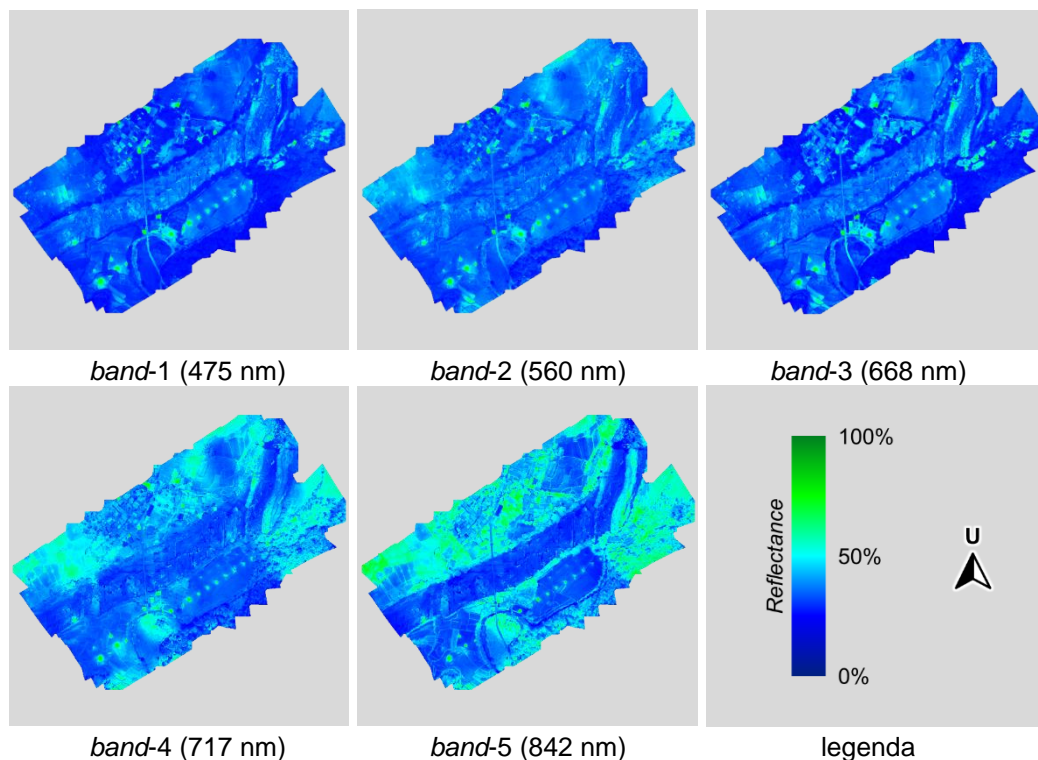 band-1 (475 nm)
band-2 (560 nm)
band-3 (668 nm)
band-4 (717 nm)
band-5 (842 nm)
Reflectance
100%
50%
0%
U
legenda